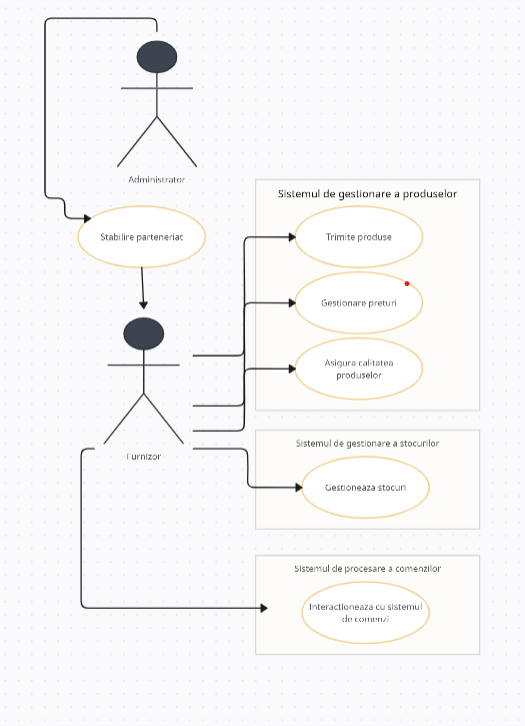 Administrator
Sistemul de gestionare a produselor
Stabilire parteneriat
Trimite produse
Gestionare preturi
Asigura calitatea
produselor
Furnizor
Sistemul de gestionare a stocurilor
Gestioneaza stocuri
Sistemul de procesare a comenzilor
Interactioneaza cu sistemul
de comenzi